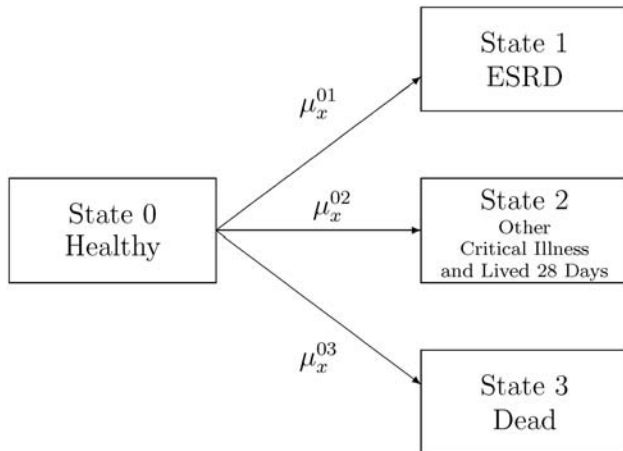 State 1
ESRD
μ_x^{01}
State 0
Healthy
μ_x^{02}
State 2
Other
Critical Illness
and Lived 28 Days
μ_x^{03}
State 3
Dead